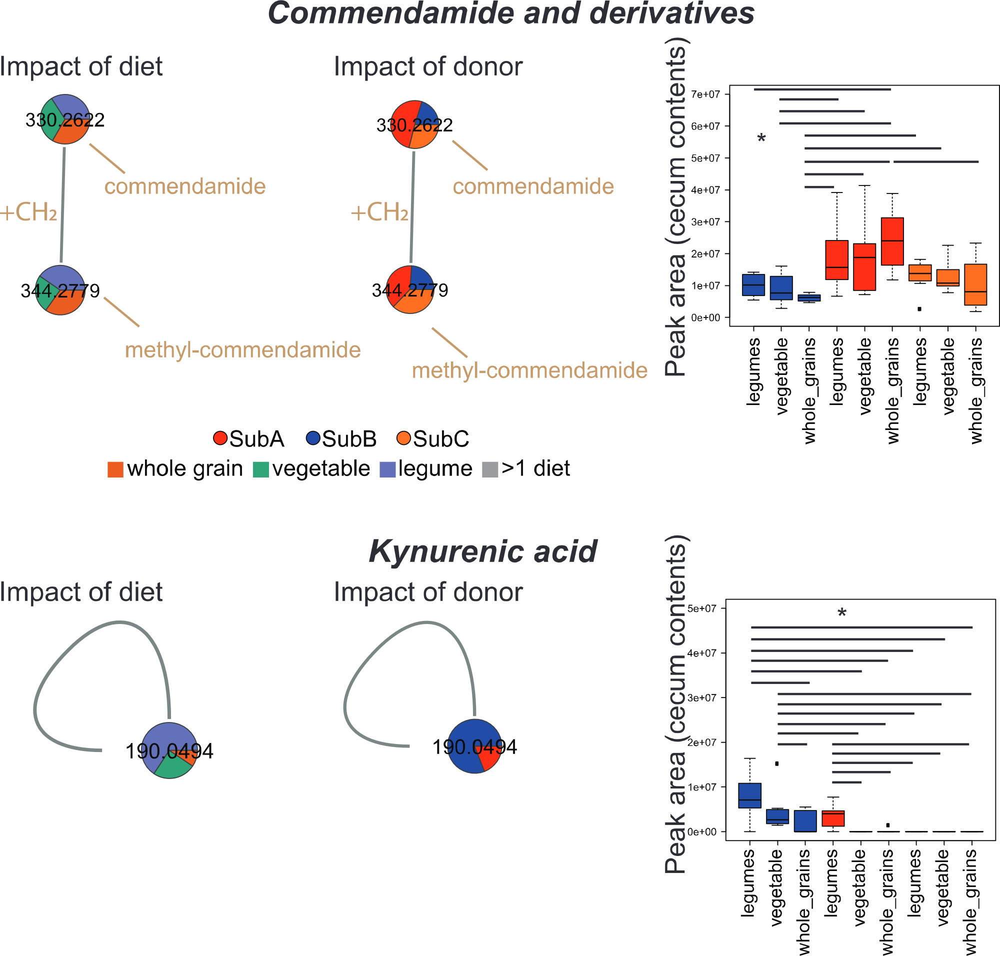 Commendamide and derivatives
Impact of diet
330.2622
commendamide
+CH₂
344.2779
methyl-commendamide
Impact of donor
330.2622
commendamide
+CH₂
344.2779
methyl-commendamide
Peak area (cecum contents)
7e+07
6e+07
5e+07
4e+07
3e+07
2e+07
1e+07
0e+00
*
legumes
vegetable
whole_grains
legumes
vegetable
whole_grains
legumes
vegetable
whole_grains
SubA SubB SubC
whole grain vegetable legume >1 diet
Kynurenic acid
Impact of diet
190.0494
Impact of donor
190.0494
Peak area (cecum contents)
5e+07
4e+07
3e+07
2e+07
1e+07
0e+00
*
legumes
vegetable
whole_grains
legumes
vegetable
whole_grains
legumes
vegetable
whole_grains